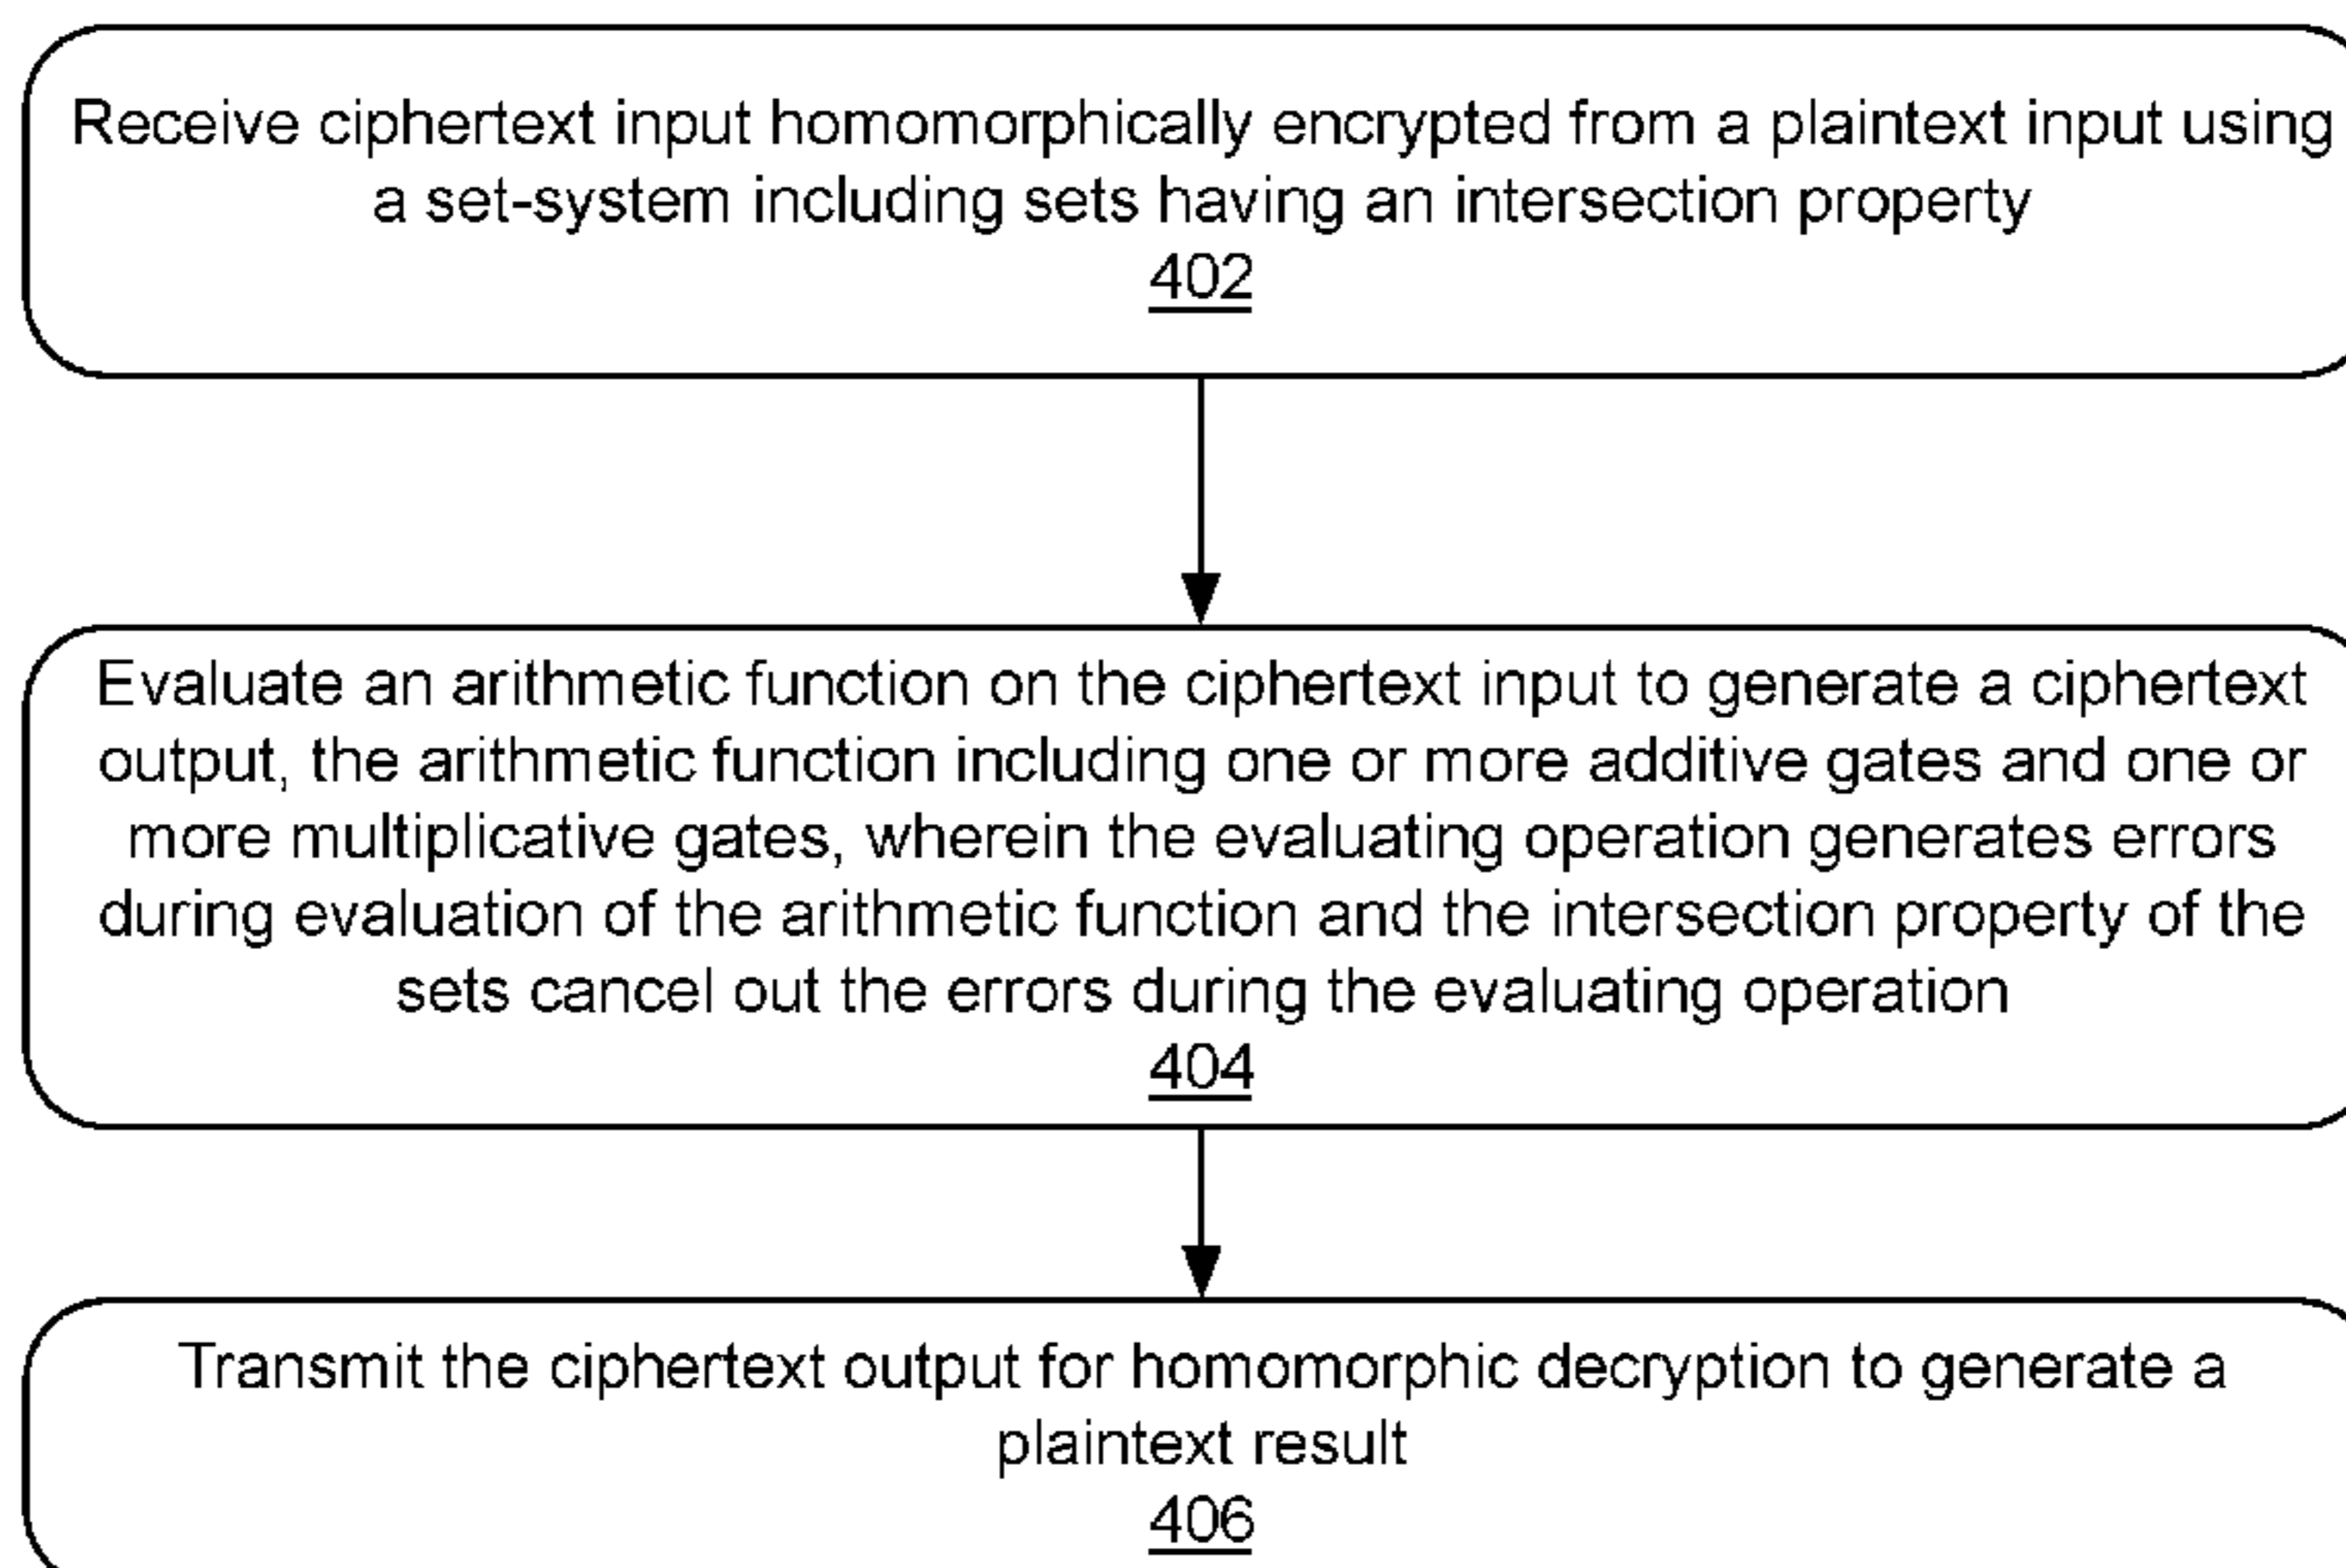 Receive ciphertext input homomorphically encrypted from a plaintext input using
a set-system including sets having an intersection property
402
Evaluate an arithmetic function on the ciphertext input to generate a ciphertext
output, the arithmetic function including one or more additive gates and one or
more multiplicative gates, wherein the evaluating operation generates errors
during evaluation of the arithmetic function and the intersection property of the
sets cancel out the errors during the evaluating operation
404
Transmit the ciphertext output for homomorphic decryption to generate a
plaintext result
406